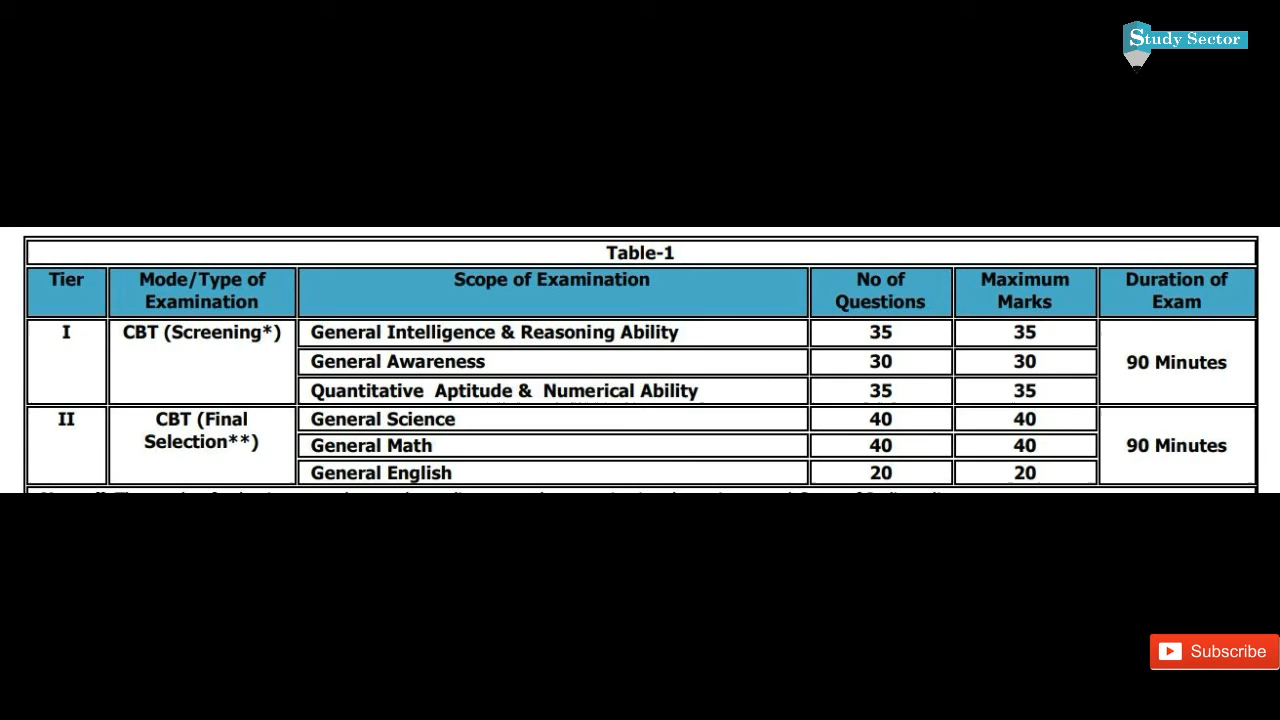 Study Sector
Table-1
Tier Mode/Type of Examination Scope of Examination No of Questions Maximum Marks Duration of Exam
I CBT (Screening*) General Intelligence & Reasoning Ability 35 35 90 Minutes
General Awareness 30 30
Quantitative Aptitude & Numerical Ability 35 35
II CBT (Final Selection**) General Science 40 40 90 Minutes
General Math 40 40
General English 20 20
Subscribe